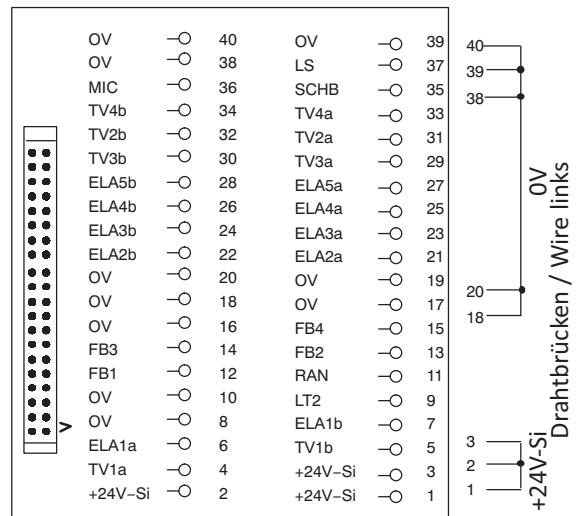 OV 40 OV 39
OV 38 LS 37
MIC 36 SCHB 35
TV4b 34 TV4a 33
TV2b 32 TV2a 31
TV3b 30 TV3a 29
ELA5b 28 ELA5a 27
ELA4b 26 ELA4a 25
ELA3b 24 ELA3a 23
ELA2b 22 ELA2a 21
OV 20 OV 19
OV 18 OV 17
OV 16 FB4 15
FB3 14 FB2 13
FB1 12 RAN 11
OV 10 LT2 9
OV 8 ELA1b 7
ELA1a 6 TV1b 5
TV1a 4 +24V–Si 3
+24V–Si 2 +24V–Si 1
>
40
39
38
20
18
3
2
1
0V
+24V-Si
Drahtbrücken / Wire links